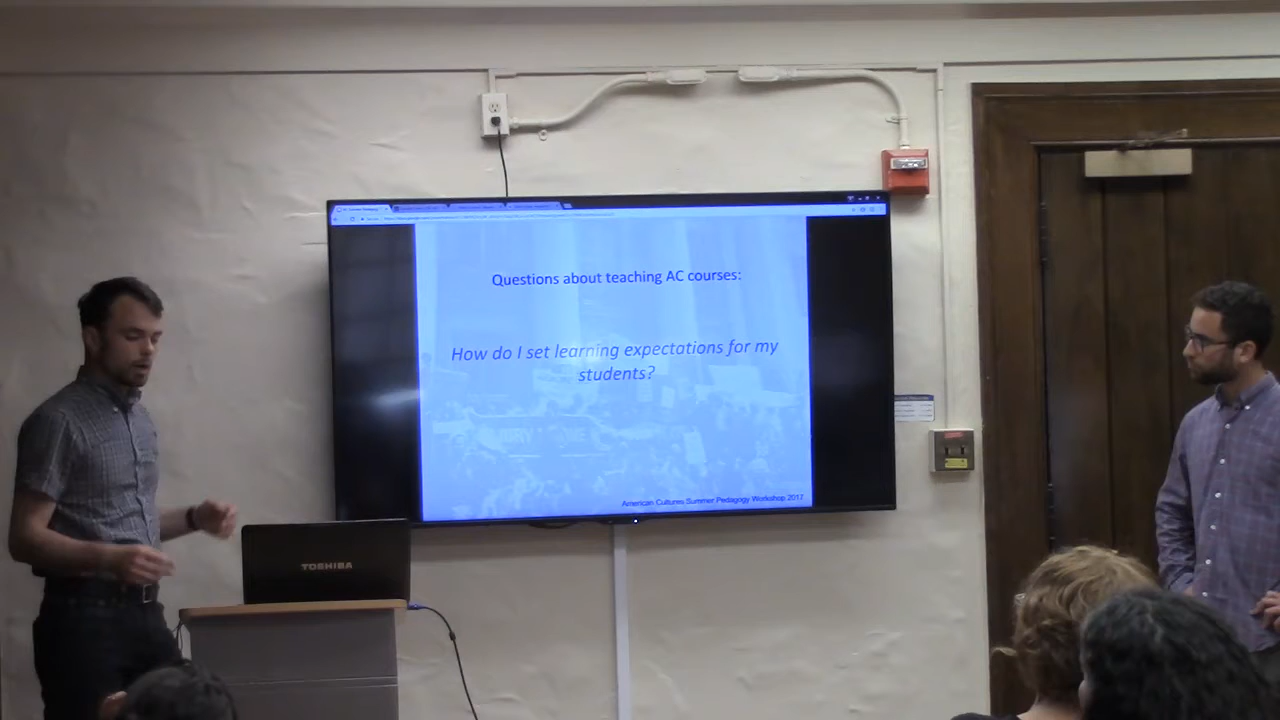 Questions about teaching AC courses:
How do I set learning expectations for my
students?
American Cultures Summer Pedagogy Workshop 2017
TOSHIBA